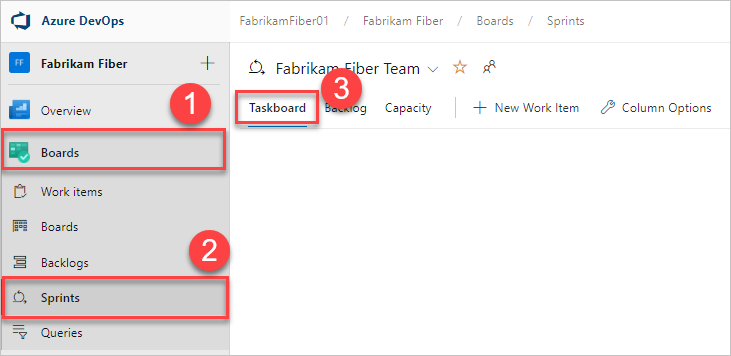 Azure DevOps
FabrikamFiber01 / Fabrikam Fiber / Boards / Sprints
FF Fabrikam Fiber
Fabrikam Fiber Team
1
3
Overview
Taskboard Backlog Capacity New Work Item Column Options
Boards
Work items
Boards
2
Backlogs
Sprints
Queries